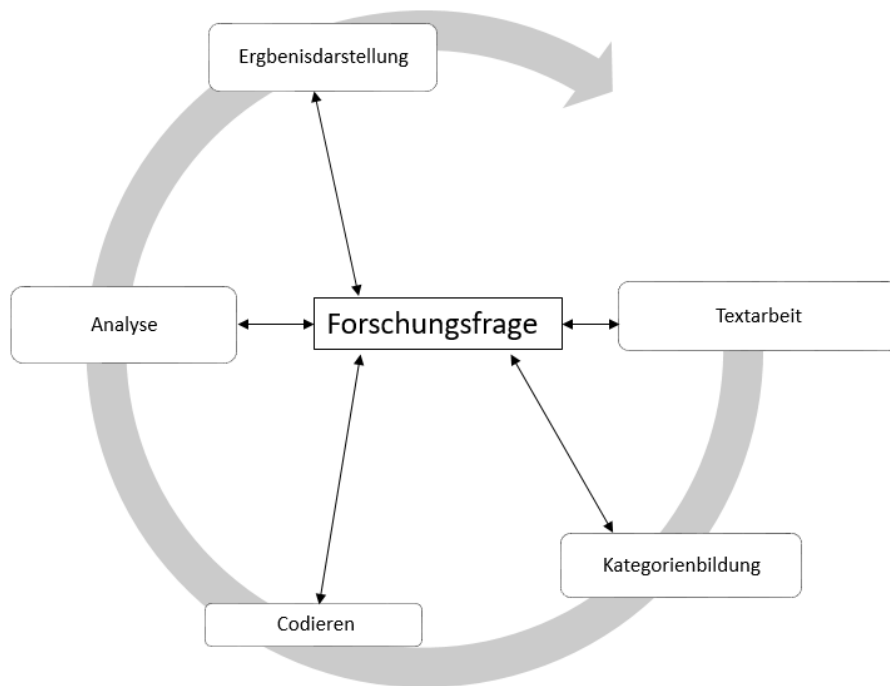 Ergbenisdarstellung
Analyse
Forschungsfrage
Textarbeit
Kategorienbildung
Codieren